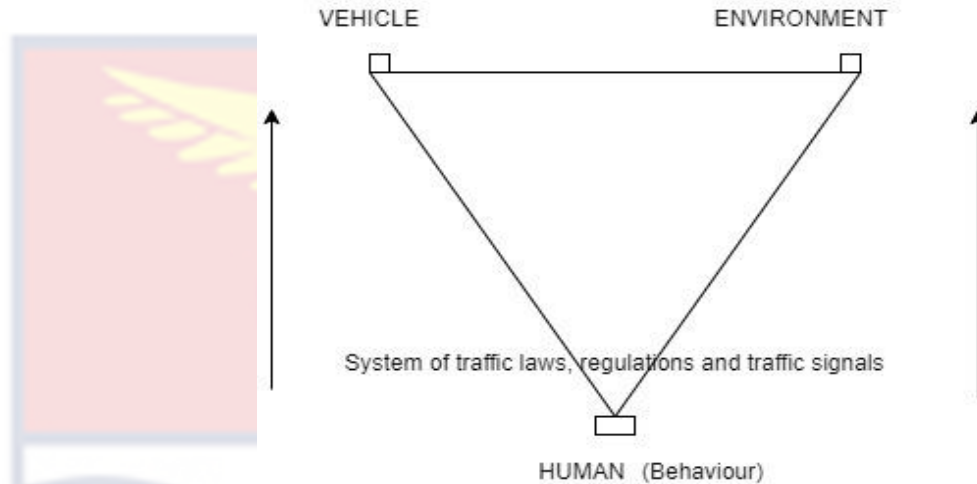 VEHICLE ENVIRONMENT
System of traffic laws, regulations and traffic signals
HUMAN (Behaviour)